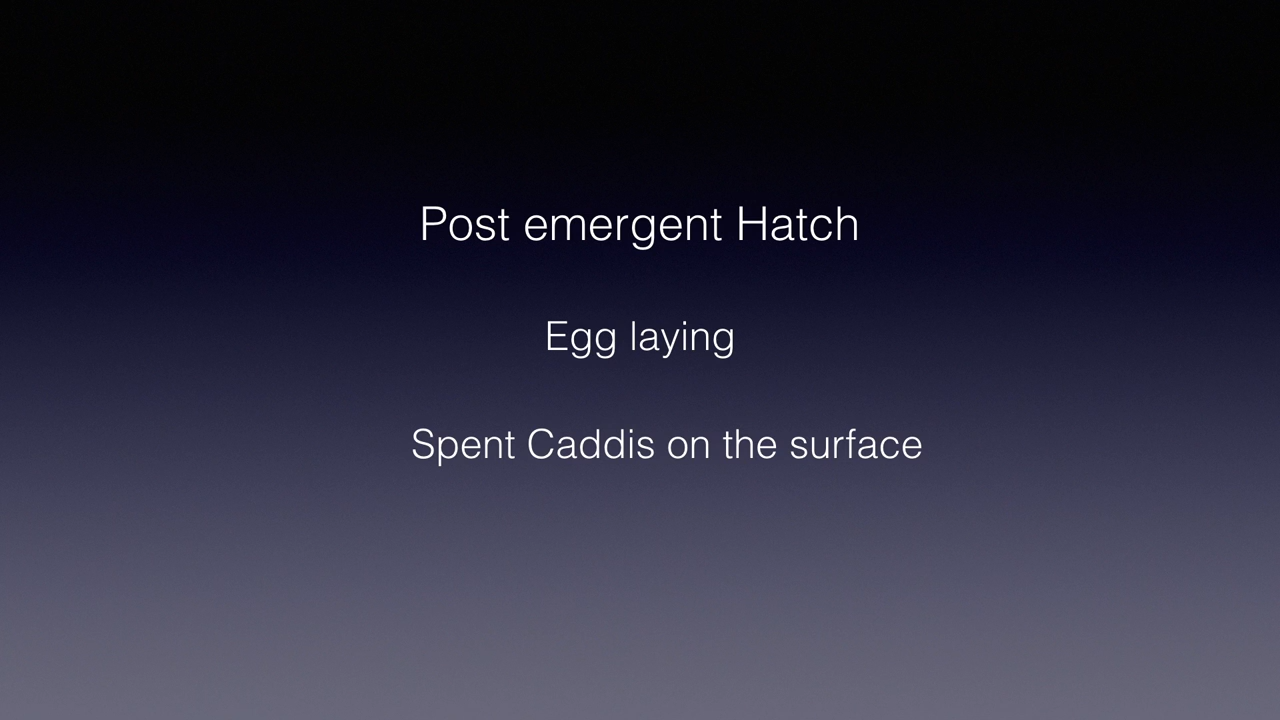 Post emergent Hatch
Egg laying
Spent Caddis on the surface